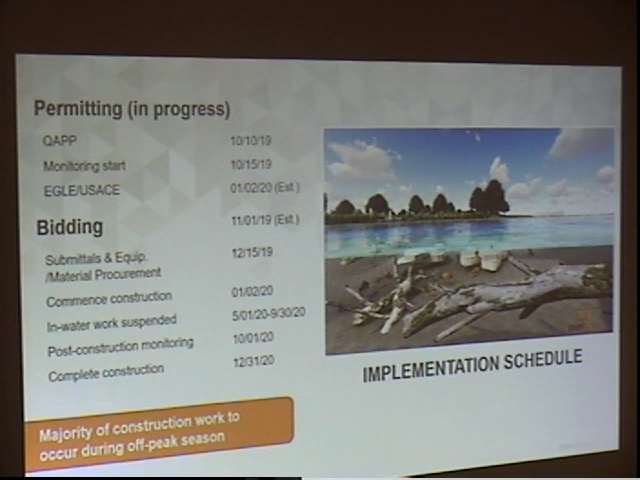 Permitting (in progress)
QAPP 10/10/19
Monitoring start 10/15/19
EGLE/USACE 01/02/20 (Est.)
Bidding 11/01/19 (Est.)
Submittals & Equip.
/Material Procurement 12/15/19
Commence construction 01/02/20
In-water work suspended 5/01/20-9/30/20
Post-construction monitoring 10/01/20
Complete construction 12/31/20
IMPLEMENTATION SCHEDULE
Majority of construction work to
occur during off-peak season